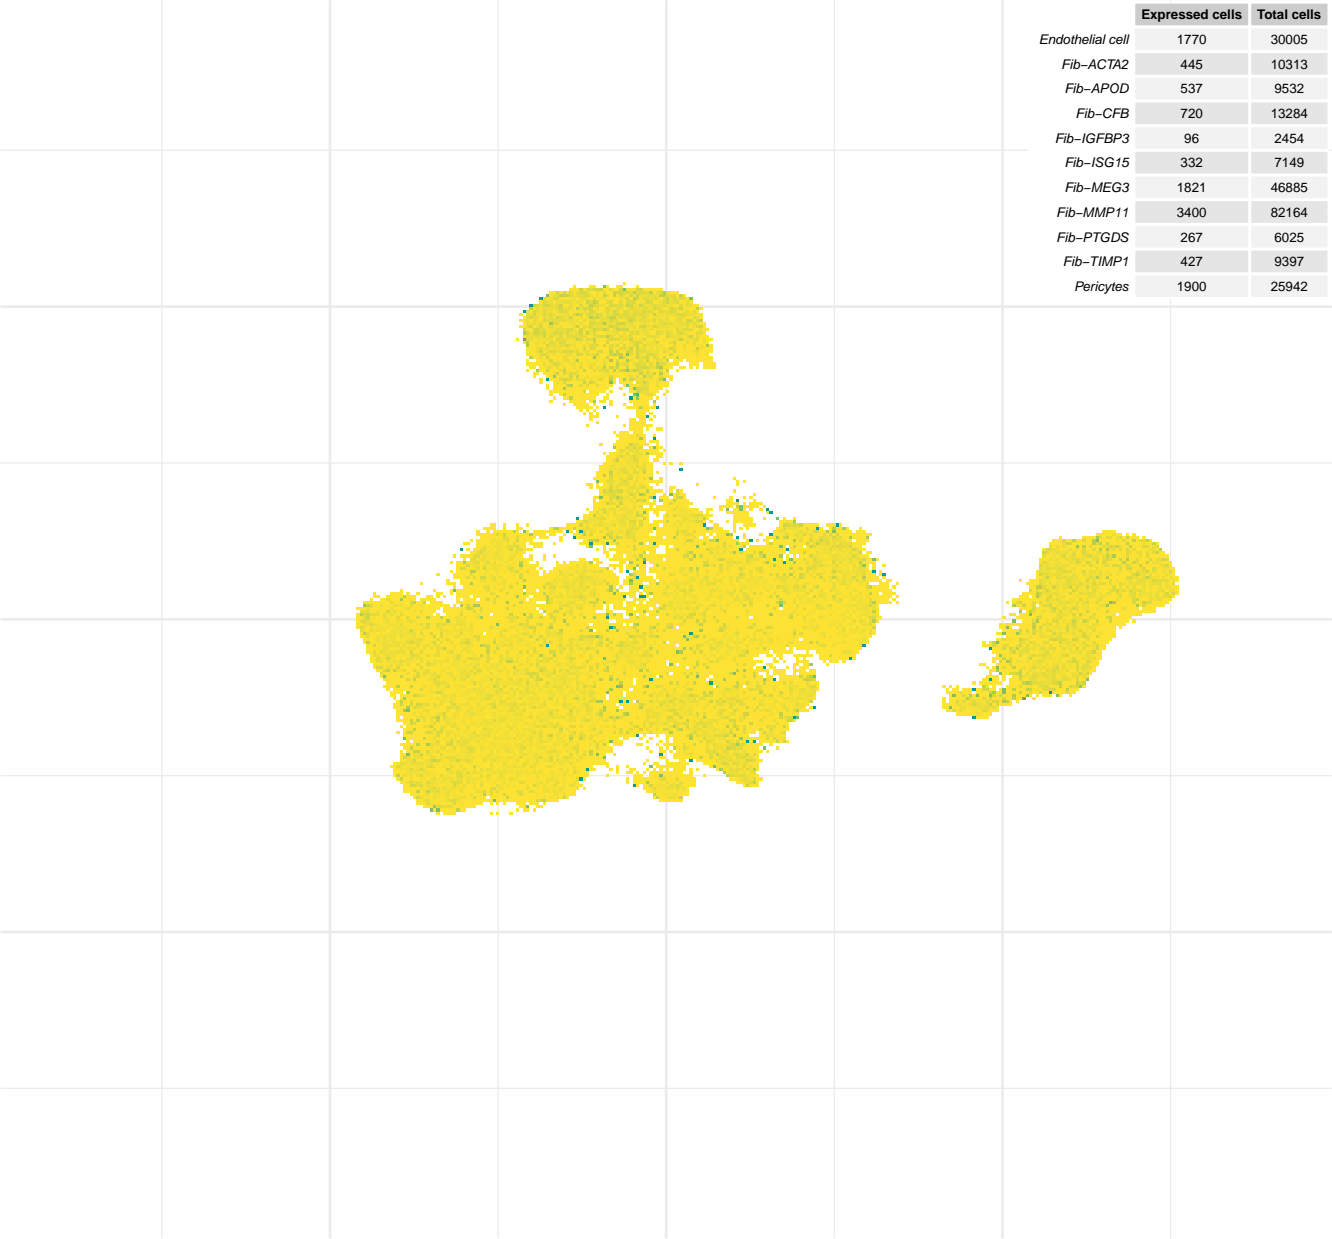 Expressed cells Total cells
Endothelial cell 1770 30005
Fib−ACTA2 445 10313
Fib−APOD 537 9532
Fib−CFB 720 13284
Fib−IGFBP3 96 2454
Fib−ISG15 332 7149
Fib−MEG3 1821 46885
Fib−MMP11 3400 82164
Fib−PTGDS 267 6025
Fib−TIMP1 427 9397
Pericytes 1900 25942